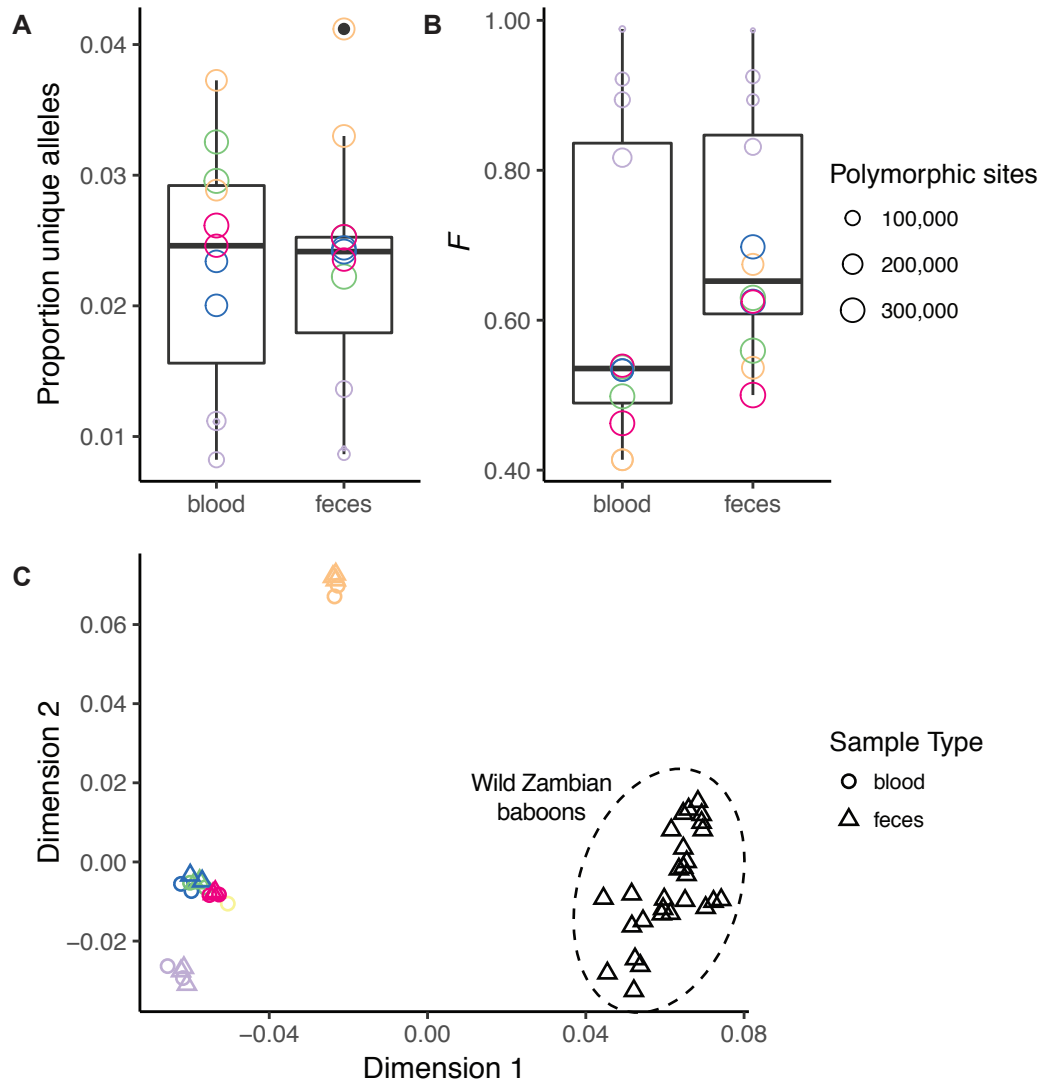 A
Proportion unique alleles
0.04
0.03
0.02
0.01
blood
feces
B
F
1.00
0.80
0.60
0.40
blood
feces
Polymorphic sites
100,000
200,000
300,000
C
Dimension 2
0.06
0.04
0.02
0.00
−0.02
Wild Zambian
baboons
−0.04
0.00
0.04
0.08
Dimension 1
Sample Type
blood
feces